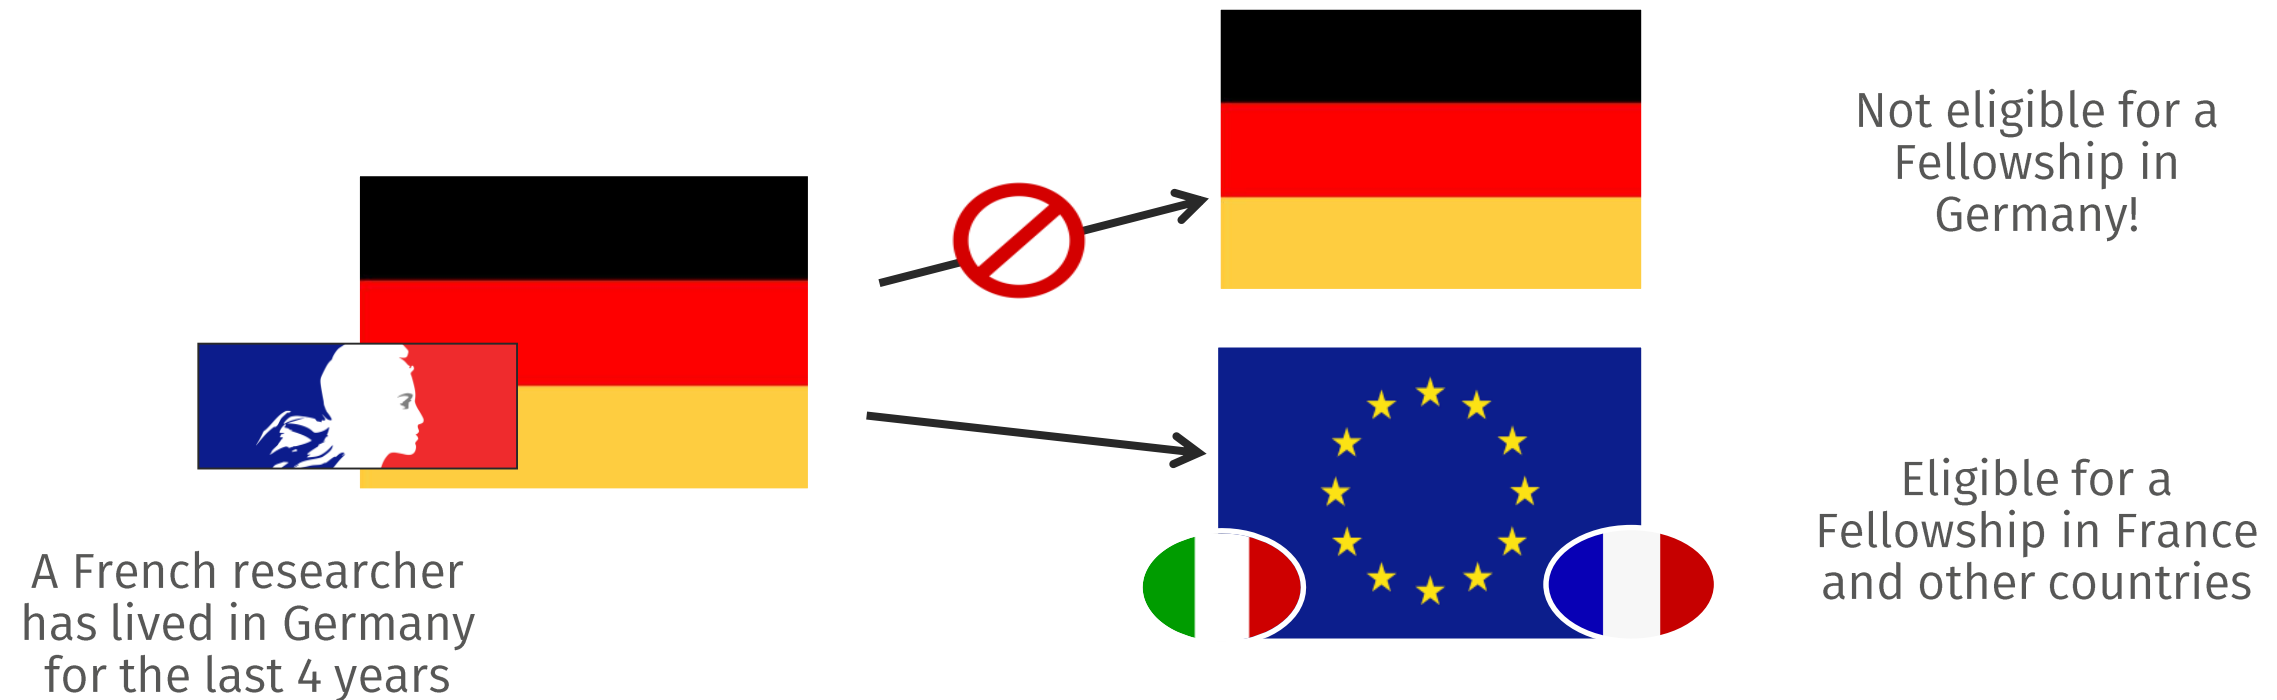 A French researcher
has lived in Germany
for the last 4 years
Not eligible for a
Fellowship in
Germany!
Eligible for a
Fellowship in France
and other countries